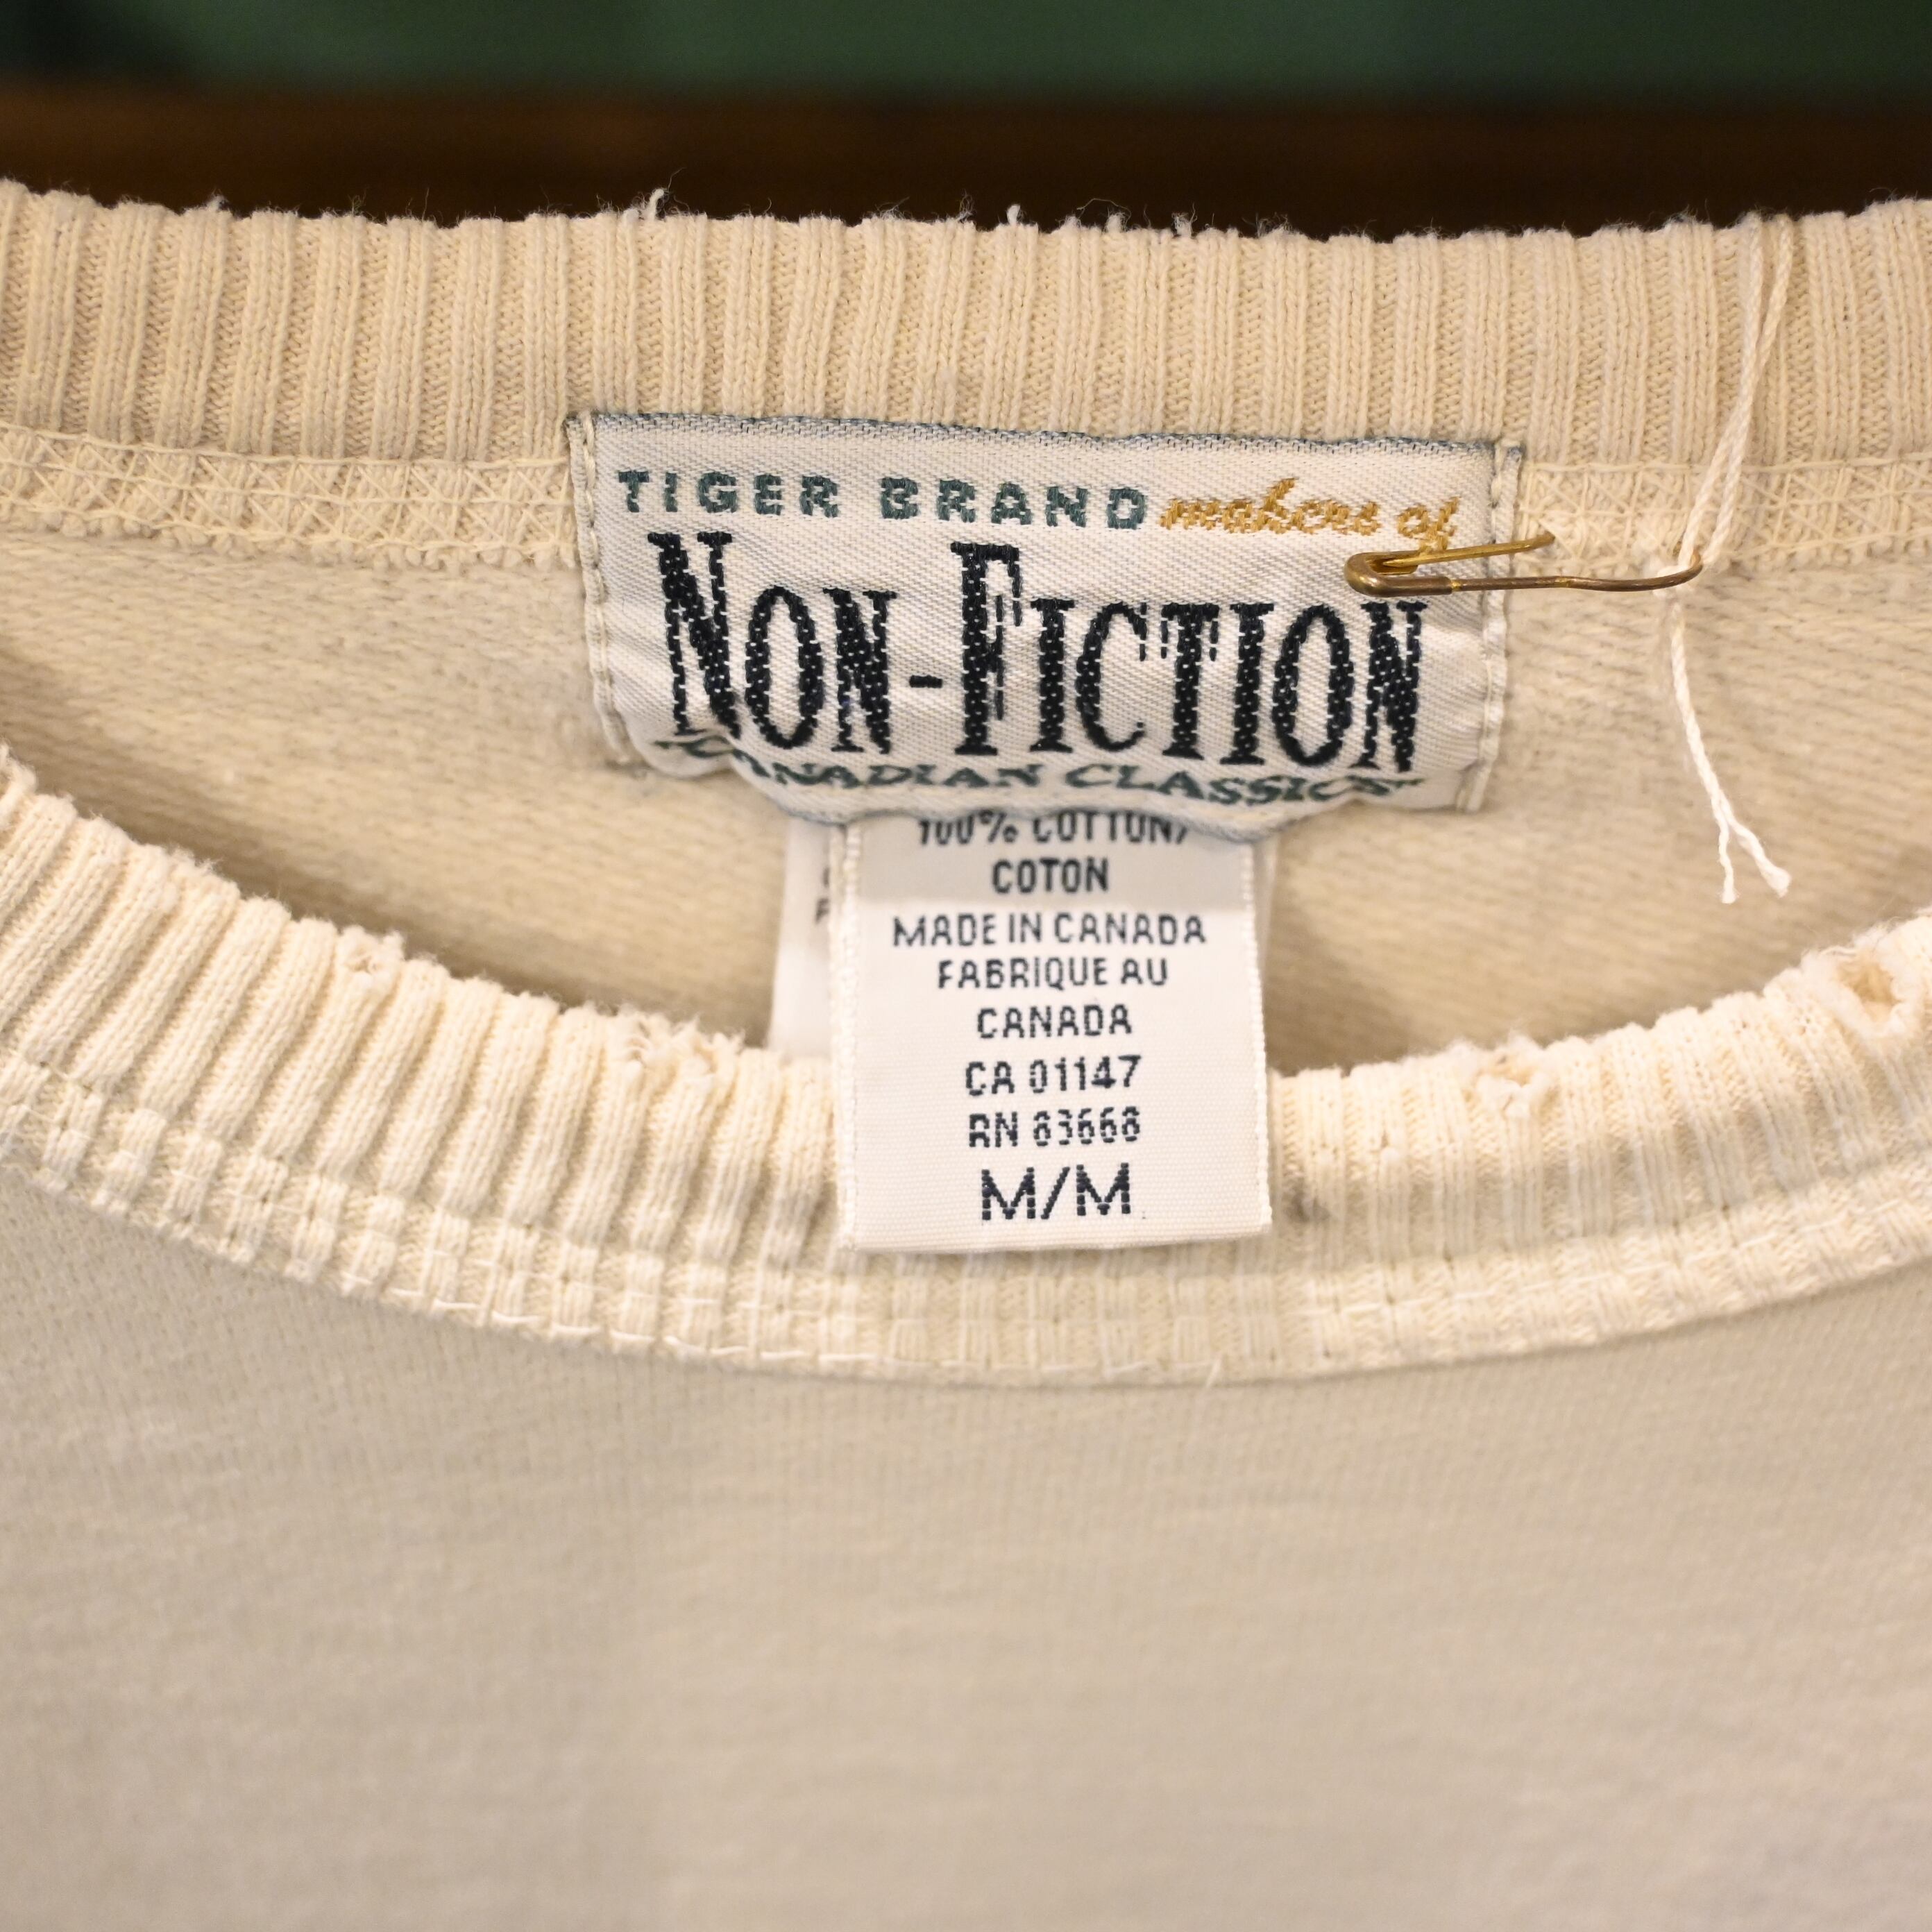 TIGER BRAND makers of
NON-FICTION
"CANADIAN CLASSICS"
100% COTTON/
COTON
MADE IN CANADA
FABRIQUE AU
CANADA
CA 01147
RN 83668
M/M